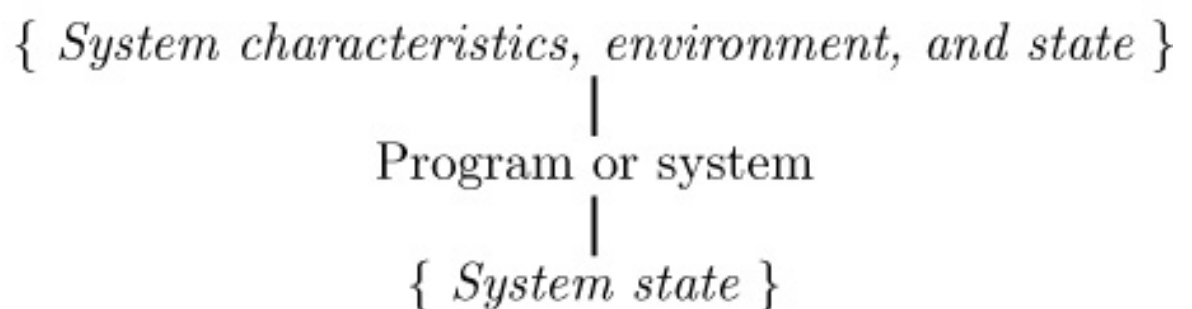 { System characteristics, environment, and state }
Program or system
{ System state }